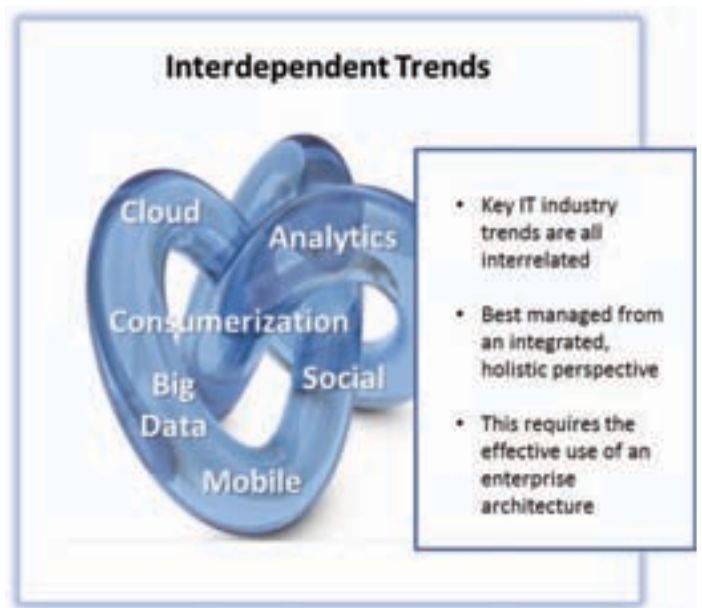 Interdependent Trends
Cloud
Analytics
Consumerization
Big
Data
Social
Mobile
• Key IT industry
trends are all
interrelated
• Best managed from
an integrated,
holistic perspective
• This requires the
effective use of an
enterprise
architecture